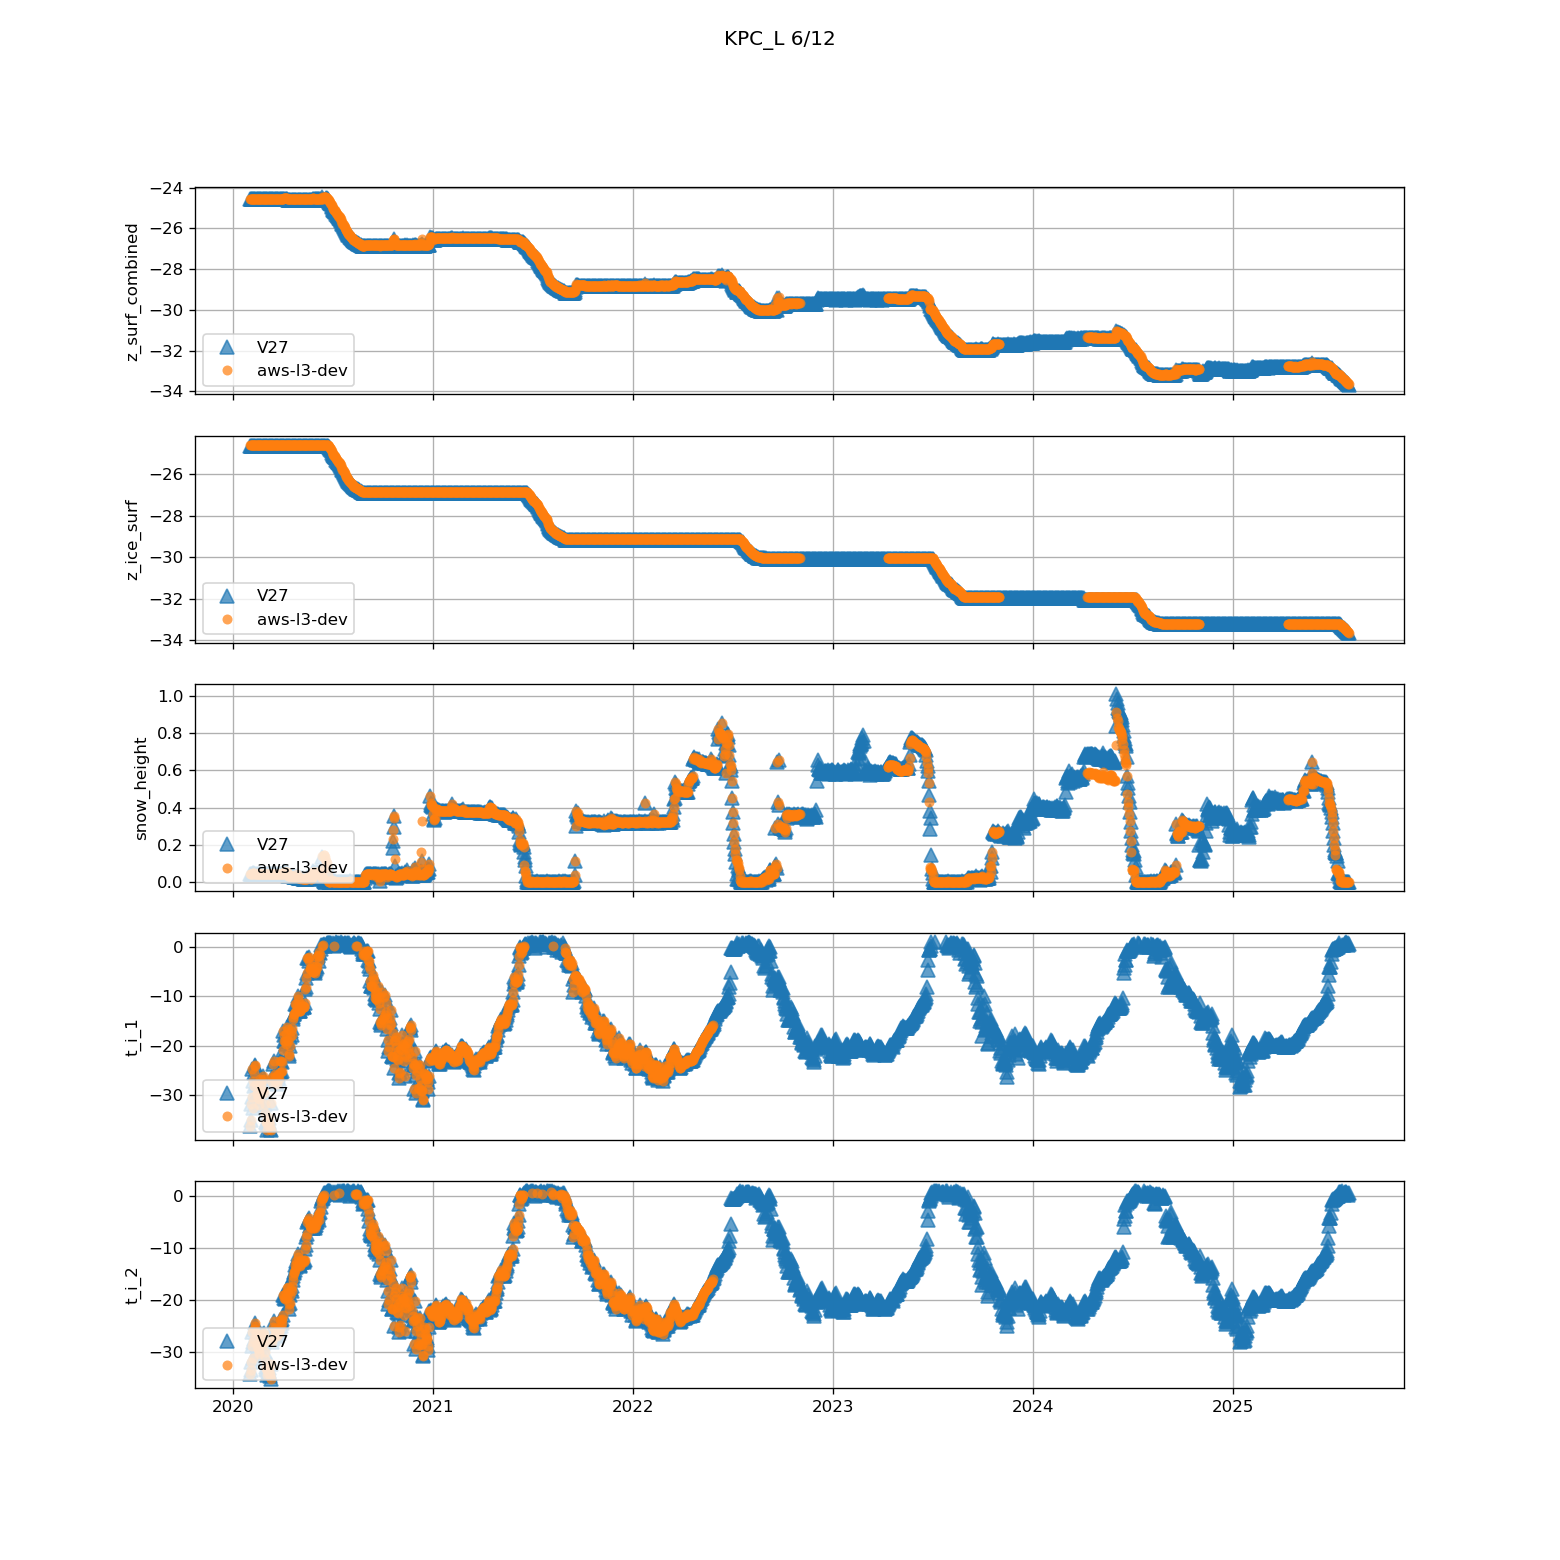 KPC_L 6/12
−24
−26
−28
−30
−32
−34
z_surf_combined
V27
aws-l3-dev
−26
−28
−30
−32
−34
z_ice_surf
V27
aws-l3-dev
1.0
0.8
0.6
0.4
0.2
0.0
snow_height
V27
aws-l3-dev
0
−10
−20
−30
t_i_1
V27
aws-l3-dev
0
−10
−20
−30
t_i_2
V27
aws-l3-dev
2020 2021 2022 2023 2024 2025